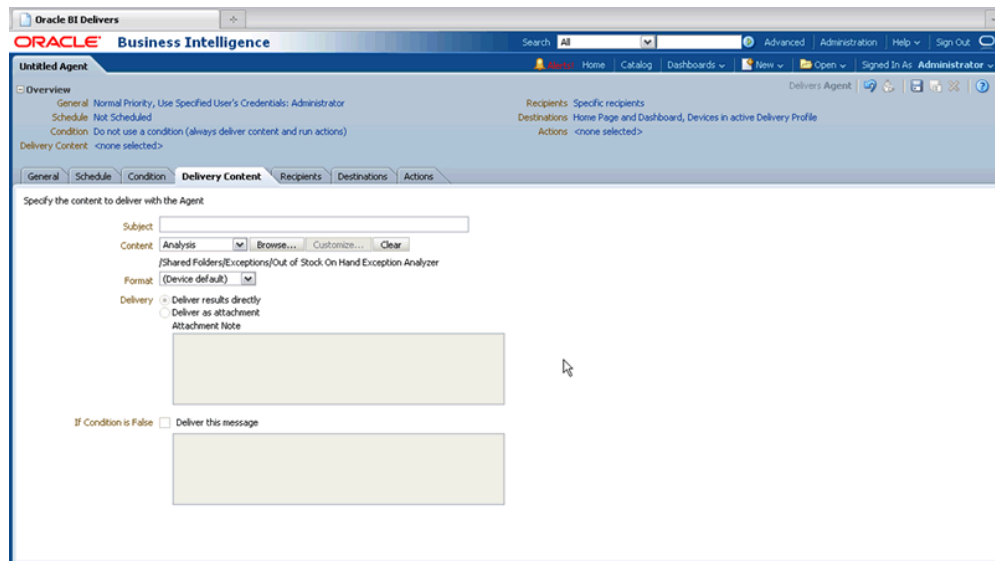 Oracle BI Delivers
ORACLE Business Intelligence Search All Advanced Administration Help Sign Out
Untitled Agent Alerts! Home Catalog Dashboards New Open Signed In As Administrator
Overview Delivers Agent
General Normal Priority, Use Specified User's Credentials: Administrator Recipients Specific recipients
Schedule Not Scheduled Destinations Home Page and Dashboard, Devices in active Delivery Profile
Condition Do not use a condition (always deliver content and run actions) Actions <none selected>
Delivery Content <none selected>
General Schedule Condition Delivery Content Recipients Destinations Actions
Specify the content to deliver with the Agent
Subject
Content Analysis Browse... Customize... Clear
/Shared Folders/Exceptions/Out of Stock On Hand Exception Analyzer
Format (Device default)
Delivery Deliver results directly
Deliver as attachment
Attachment Note
If Condition is False Deliver this message